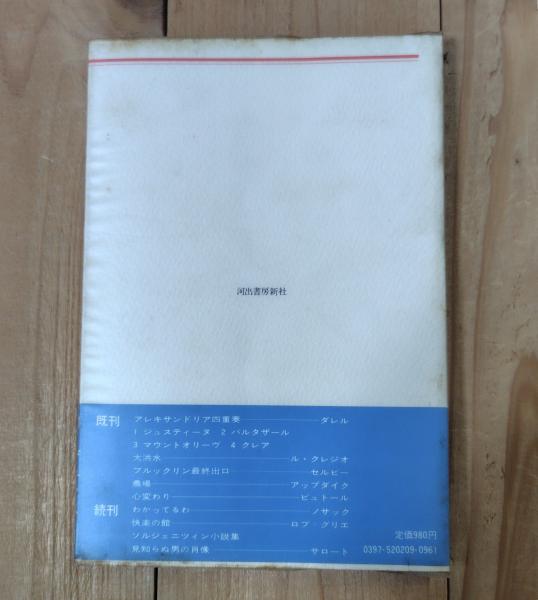 河出書房新社
既刊 アレキサンドリア四重奏 ダレル
1 ジュスティーヌ 2 バルタザール
3 マウントオリーヴ 4 クレア
大洪水 ル・クレジオ
ブルックリン最終出口 セルビー
農場 アップダイク
心変わり ビュトール
続刊 わかってるわ ノサック
快楽の館 ロブ・グリエ
ソルジェニツィン小説集
見知らぬ男の肖像 サロート
定価980円
0397-520209-0961